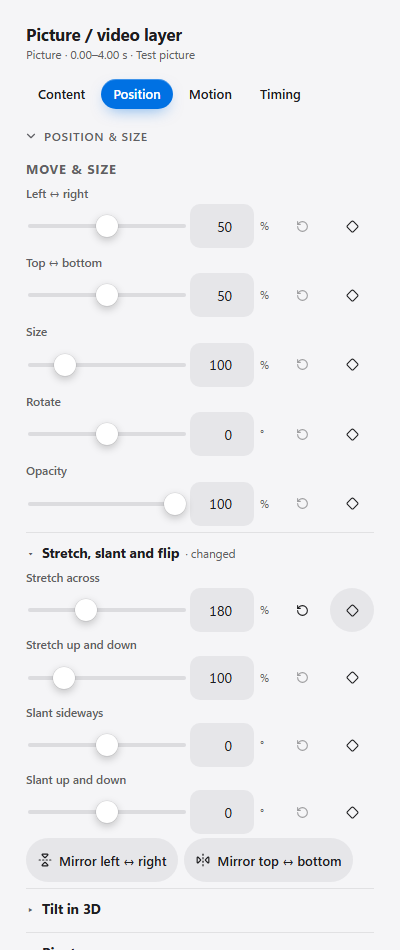 Picture / video layer
Picture · 0.00–4.00 s · Test picture
Content Position Motion Timing
POSITION & SIZE
MOVE & SIZE
Left ↔ right
50 %
Top ↔ bottom
50 %
Size
100 %
Rotate
0 °
Opacity
100 %
Stretch, slant and flip · changed
Stretch across
180 %
Stretch up and down
100 %
Slant sideways
0 °
Slant up and down
0 °
Mirror left ↔ right Mirror top ↔ bottom
Tilt in 3D